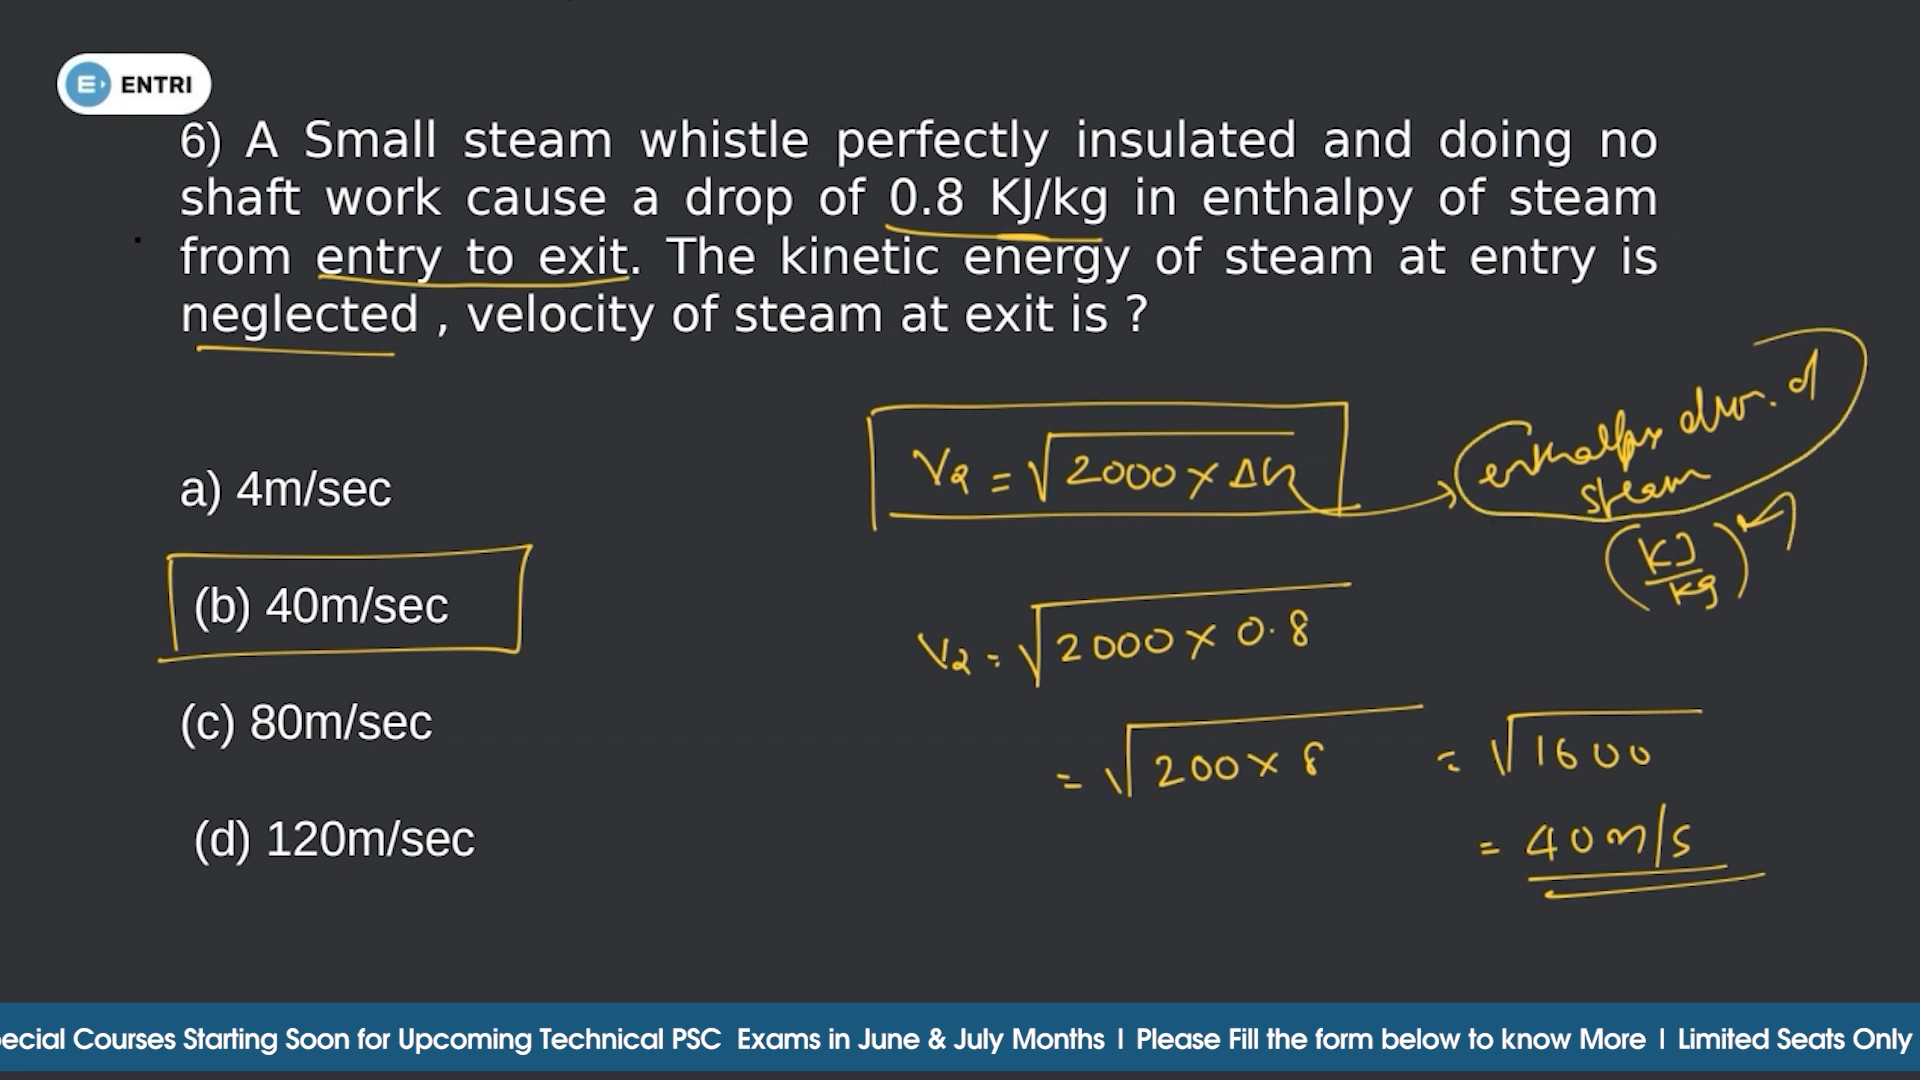 ENTRI
6) A Small steam whistle perfectly insulated and doing no
shaft work cause a drop of 0.8 KJ/kg in enthalpy of steam
from entry to exit. The kinetic energy of steam at entry is
neglected , velocity of steam at exit is ?
a) 4m/sec
(b) 40m/sec
(c) 80m/sec
(d) 120m/sec
V₂ = √2000 × Δh
steam
(KJ/kg)
V₂ = √2000 × 0.8
= √200 × 8 = √1600
= 40 m/s
ecial Courses Starting Soon for Upcoming Technical PSC Exams in June & July Months | Please Fill the form below to know More | Limited Seats Only